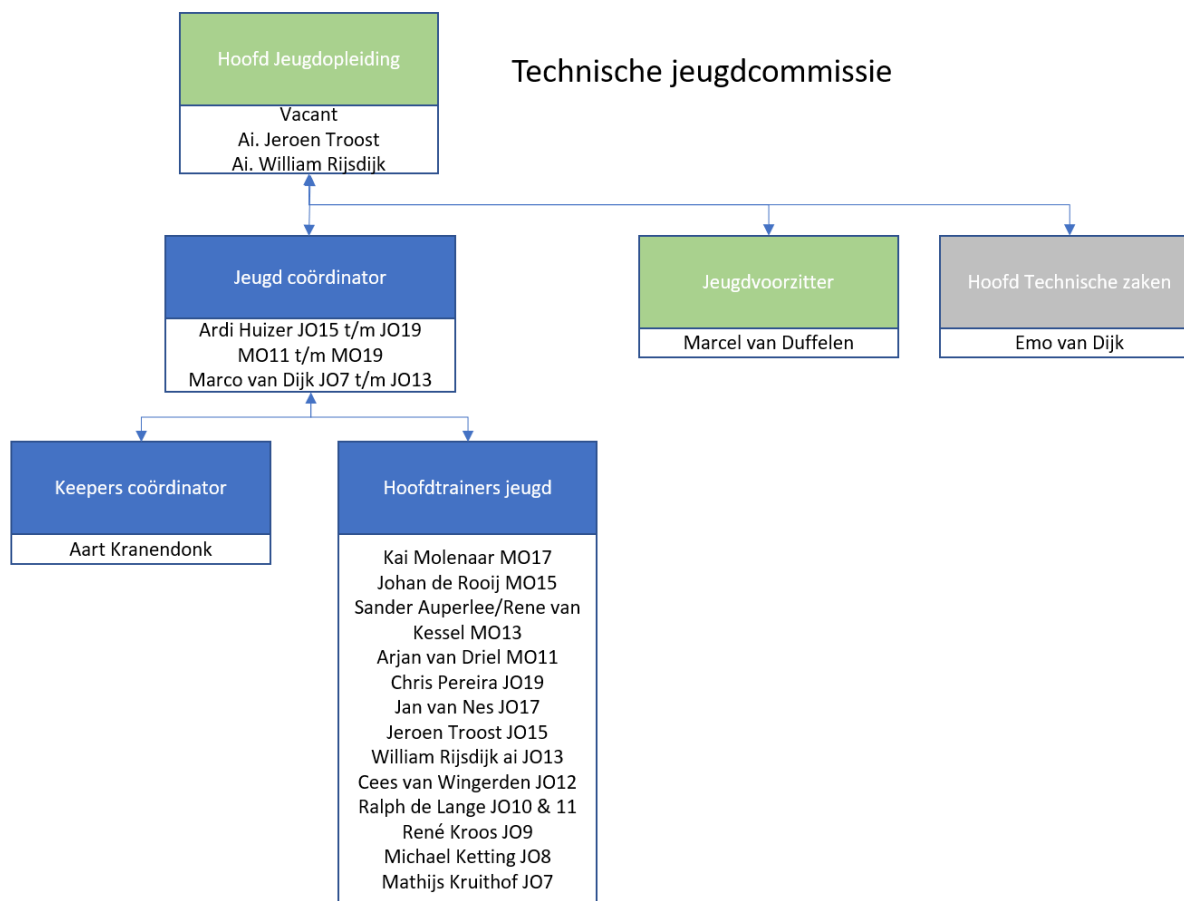 Hoofd Jeugdopleiding
Technische jeugdcommissie
Vacant
Ai. Jeroen Troost
Ai. William Rijsdijk
Jeugd coördinator
Ardi Huizer JO15 t/m JO19
MO11 t/m MO19
Marco van Dijk JO7 t/m JO13
Jeugdvoorzitter
Marcel van Duffelen
Hoofd Technische zaken
Emo van Dijk
Keepers coördinator
Aart Kranendonk
Hoofdtrainers jeugd
Kai Molenaar MO17
Johan de Rooij MO15
Sander Auperlee/Rene van
Kessel MO13
Arjan van Driel MO11
Chris Pereira JO19
Jan van Nes JO17
Jeroen Troost JO15
William Rijsdijk ai JO13
Cees van Wingerden JO12
Ralph de Lange JO10 & 11
René Kroos JO9
Michael Ketting JO8
Mathijs Kruithof JO7